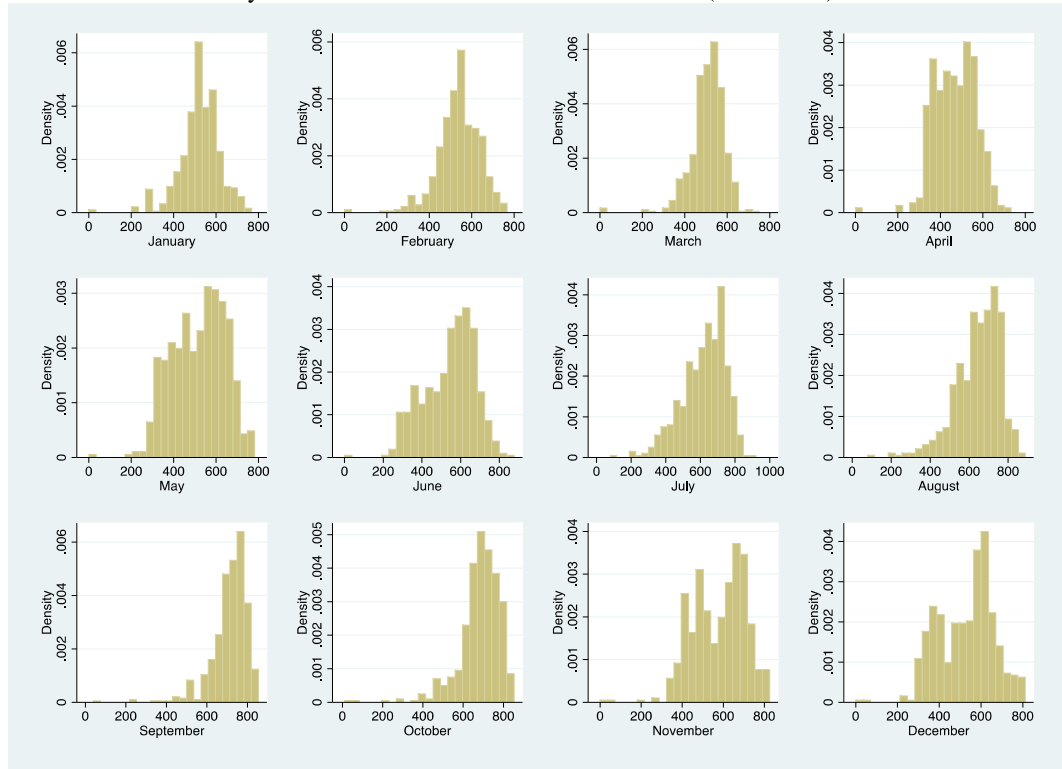 Density
0 .002 .004 .006
0 200 400 600 800
January
Density
0 .002 .004 .006
0 200 400 600 800
February
Density
0 .002 .004 .006
0 200 400 600 800
March
Density
0 .001 .002 .003 .004
0 200 400 600 800
April
Density
0 .001 .002 .003
0 200 400 600 800
May
Density
0 .001 .002 .003 .004
0 200 400 600 800
June
Density
0 .001 .002 .003 .004
0 200 400 600 800 1000
July
Density
0 .001 .002 .003 .004
0 200 400 600 800
August
Density
0 .002 .004 .006
0 200 400 600 800
September
Density
0 .001 .002 .003 .004 .005
0 200 400 600 800
October
Density
0 .001 .002 .003 .004
0 200 400 600 800
November
Density
0 .001 .002 .003 .004
0 200 400 600 800
December